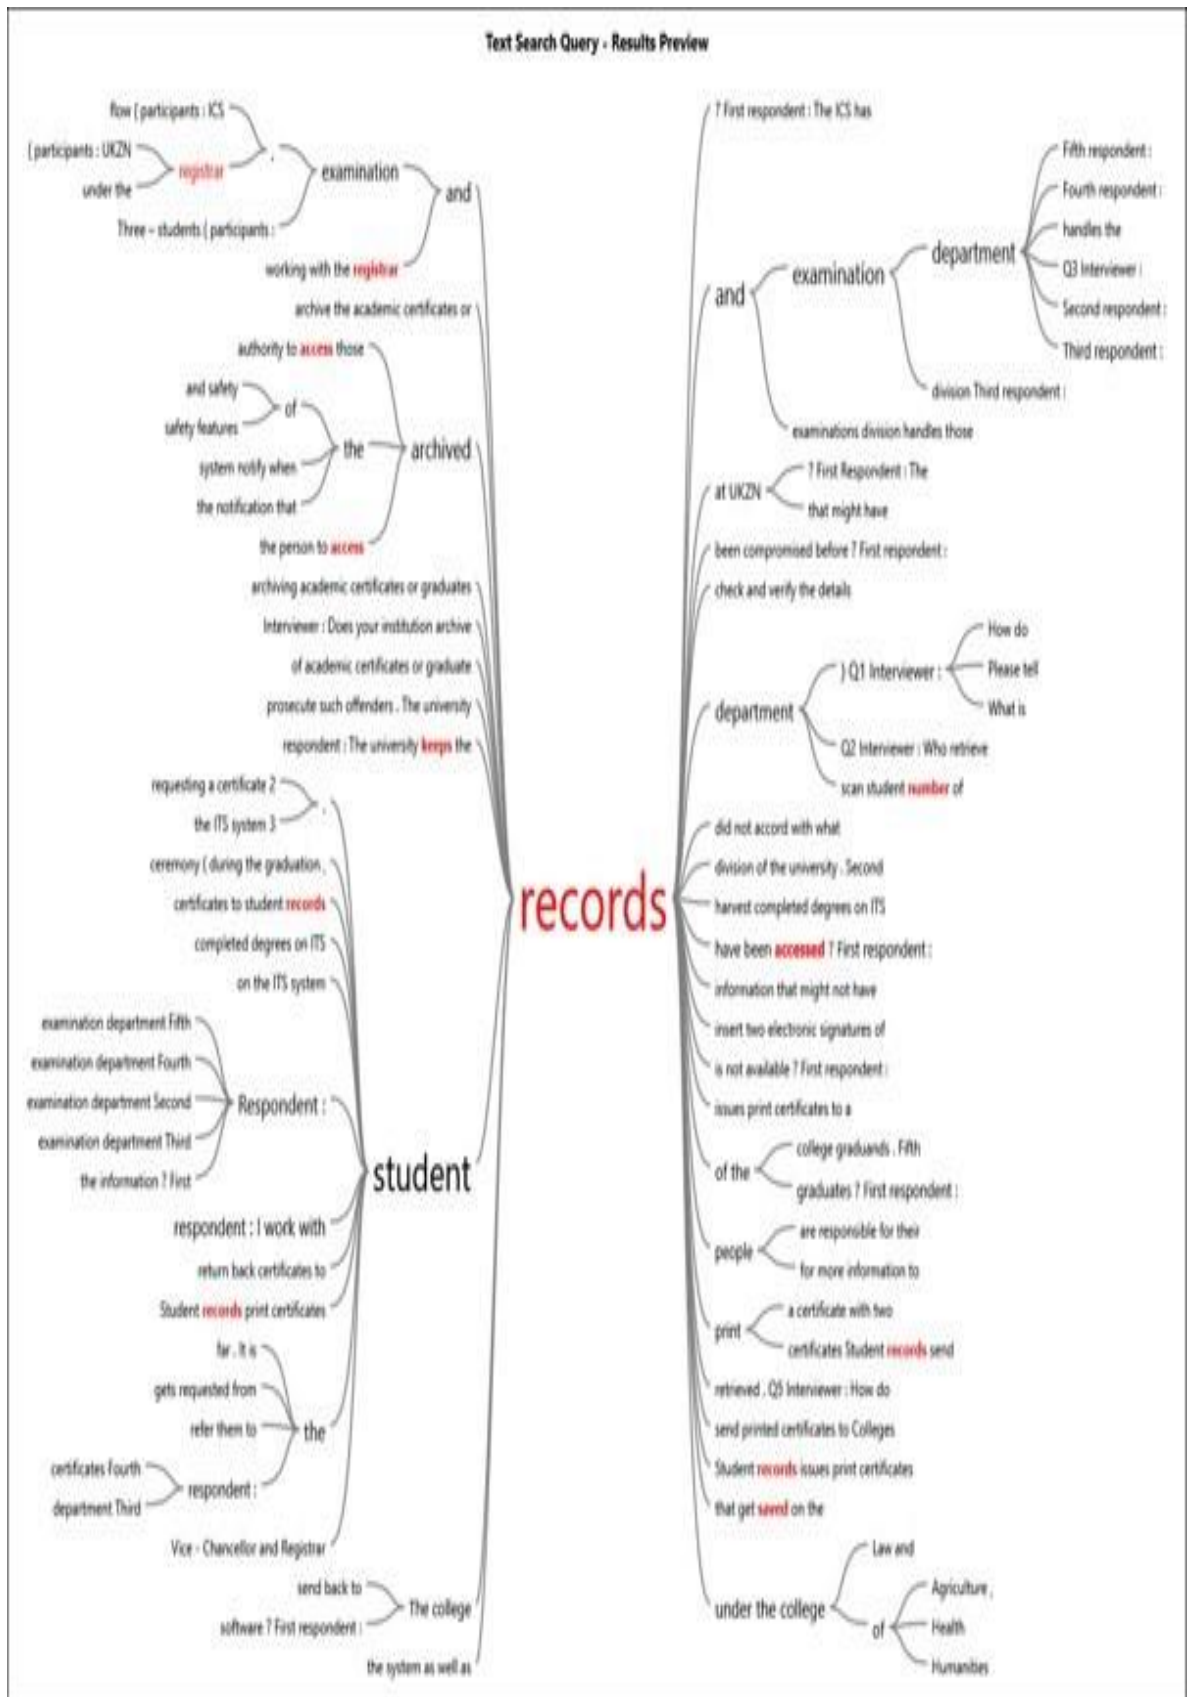 Text Search Query - Results Preview
flow ( participants : ICS
( participants : UKZN
under the
registrar
,
Three – students ( participants :
examination
working with the registrar
and
archive the academic certificates or
authority to access those
and safety
safety features
of
system notify when
the notification that
the
the person to access
archived
archiving academic certificates or graduates
Interviewer : Does your institution archive
of academic certificates or graduate
prosecute such offenders . The university
respondent : The university keeps the
requesting a certificate 2
the ITS system 3
,
ceremony ( during the graduation ,
certificates to student records
completed degrees on ITS
on the ITS system
examination department Fifth
examination department Fourth
examination department Second
examination department Third
the information ? First
Respondent :
respondent : I work with
return back certificates to
Student records print certificates
far . It is
gets requested from
refer them to
certificates Fourth
department Third
respondent :
the
Vice - Chancellor and Registrar
student
send back to
software ? First respondent :
The college
the system as well as
records
? First respondent : The ICS has
and
examination
department
Fifth respondent :
Fourth respondent :
handles the
Q3 Interviewer :
Second respondent :
Third respondent :
division Third respondent :
examinations division handles those
at UKZN
? First Respondent : The
that might have
been compromised before ? First respondent :
check and verify the details
department
) Q1 Interviewer :
How do
Please tell
What is
Q2 Interviewer : Who retrieve
scan student number of
did not accord with what
division of the university . Second
harvest completed degrees on ITS
have been accessed ? First respondent :
information that might not have
insert two electronic signatures of
is not available ? First respondent :
issues print certificates to a
of the
college graduands . Fifth
graduates ? First respondent :
people
are responsible for their
for more information to
print
a certificate with two
certificates Student records send
retrieved . Q5 Interviewer : How do
send printed certificates to Colleges
Student records issues print certificates
that get saved on the
under the college
Law and
of
Agriculture ,
Health
Humanities